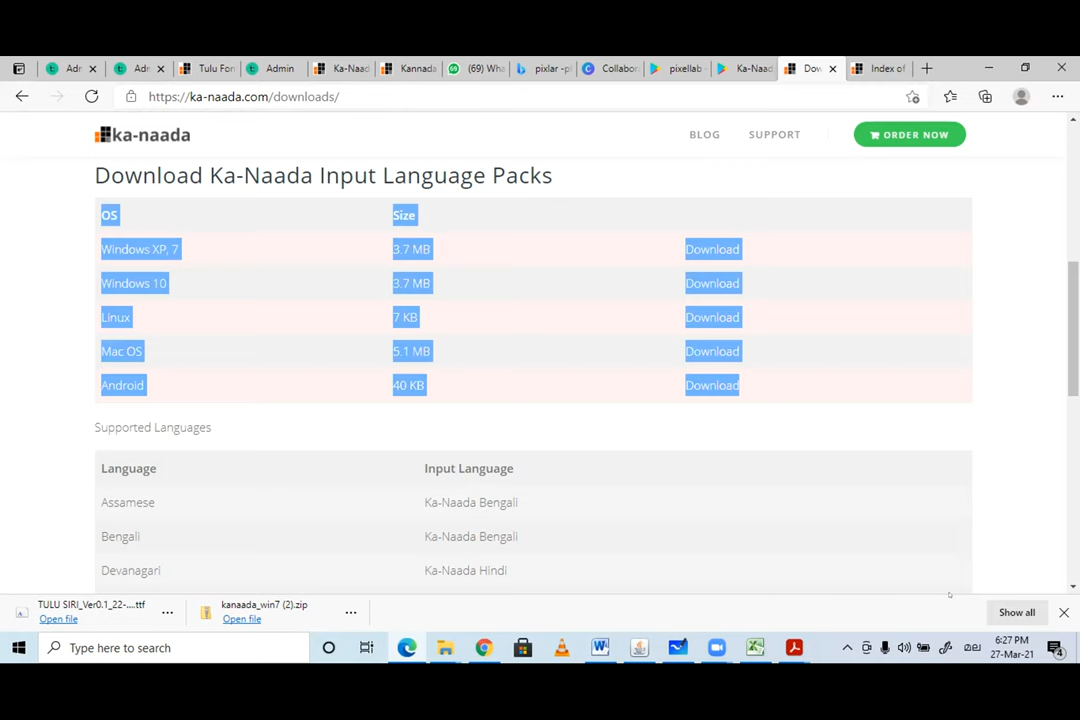 Adr
Adr
Tulu Fon
Admin
Ka-Naad
Kannada
(69) Wha
pixlar -pi
Collabor
pixellab
Ka-Naad
Dow
Index of
https://ka-naada.com/downloads/
ka-naada
BLOG
SUPPORT
ORDER NOW
Download Ka-Naada Input Language Packs
OS Size
Windows XP, 7 3.7 MB Download
Windows 10 3.7 MB Download
Linux 7 KB Download
Mac OS 5.1 MB Download
Android 40 KB Download
Supported Languages
Language Input Language
Assamese Ka-Naada Bengali
Bengali Ka-Naada Bengali
Devanagari Ka-Naada Hindi
TULU SIRI_Ver0.1_22-....ttf
Open file
kanaada_win7 (2).zip
Open file
Show all
Type here to search
മല
6:27 PM
27-Mar-21
4